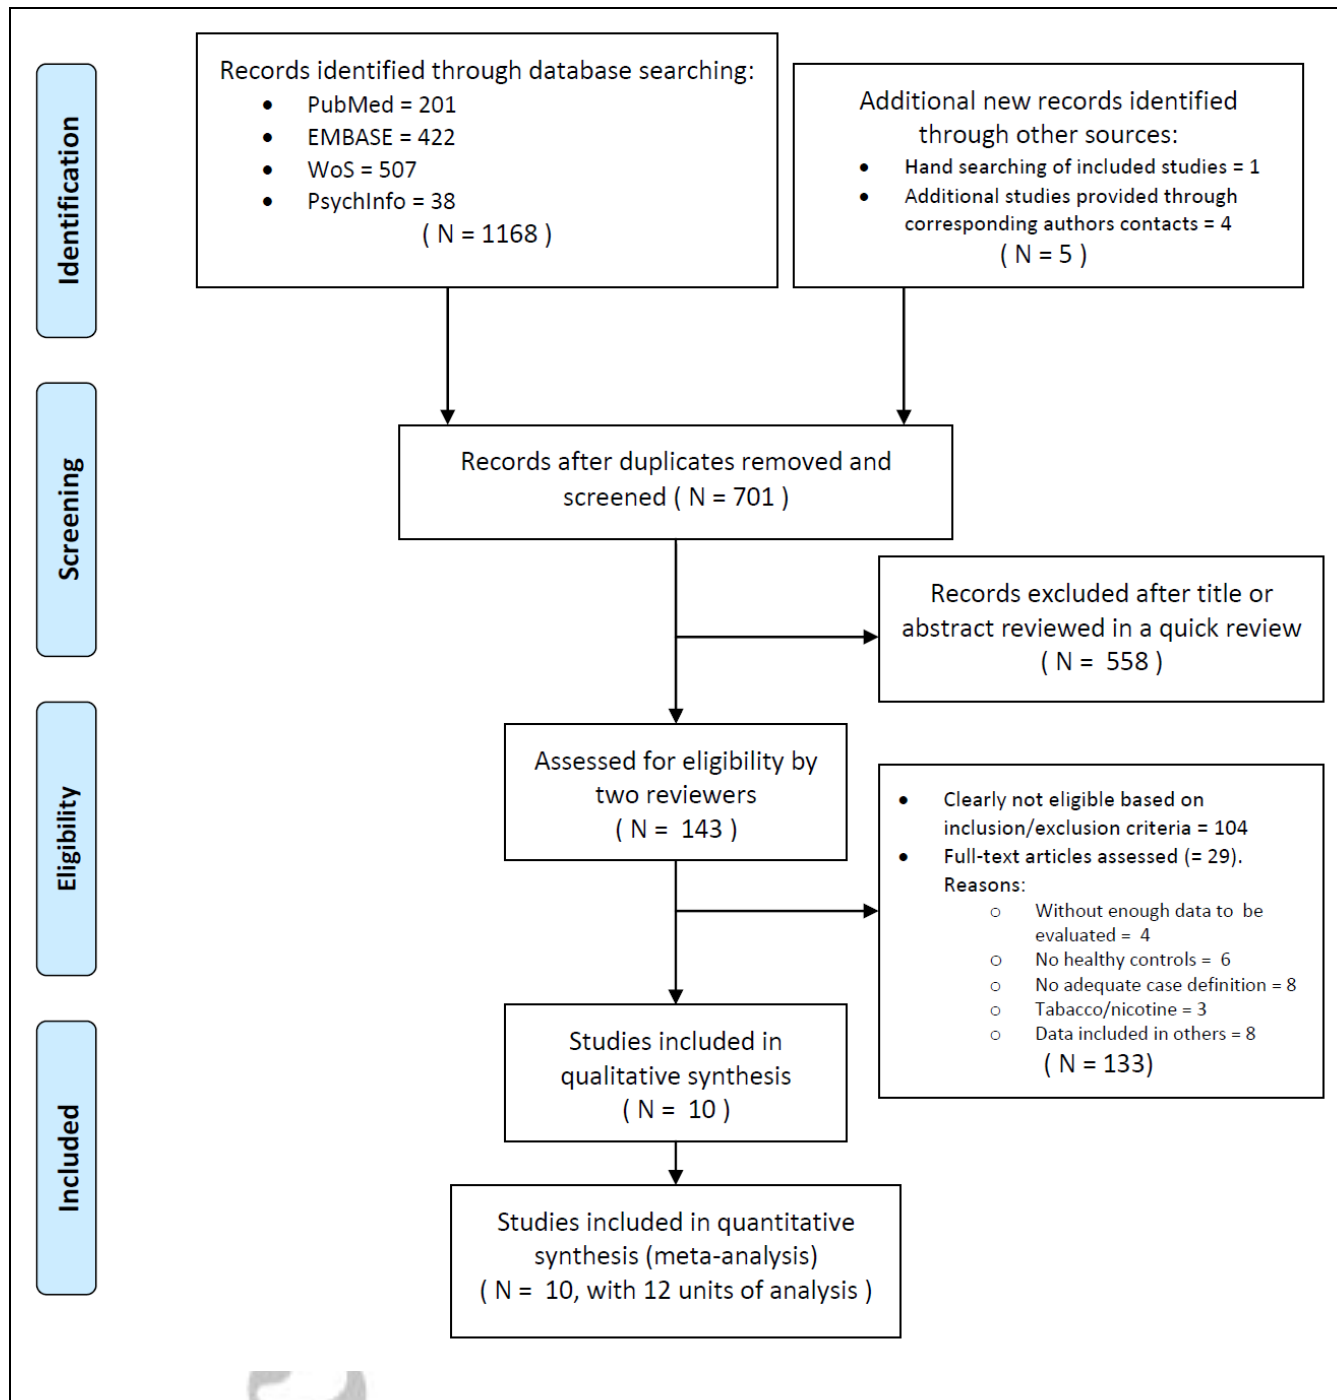 Identification
Records identified through database searching:
• PubMed = 201
• EMBASE = 422
• WoS = 507
• PsychInfo = 38
( N = 1168 )
Additional new records identified
through other sources:
• Hand searching of included studies = 1
• Additional studies provided through
corresponding authors contacts = 4
( N = 5 )
Screening
Records after duplicates removed and
screened ( N = 701 )
Records excluded after title or
abstract reviewed in a quick review
( N = 558 )
Eligibility
Assessed for eligibility by
two reviewers
( N = 143 )
• Clearly not eligible based on
inclusion/exclusion criteria = 104
• Full-text articles assessed (= 29).
Reasons:
o Without enough data to be
evaluated = 4
o No healthy controls = 6
o No adequate case definition = 8
o Tabacco/nicotine = 3
o Data included in others = 8
( N = 133)
Included
Studies included in
qualitative synthesis
( N = 10 )
Studies included in quantitative
synthesis (meta-analysis)
( N = 10, with 12 units of analysis )